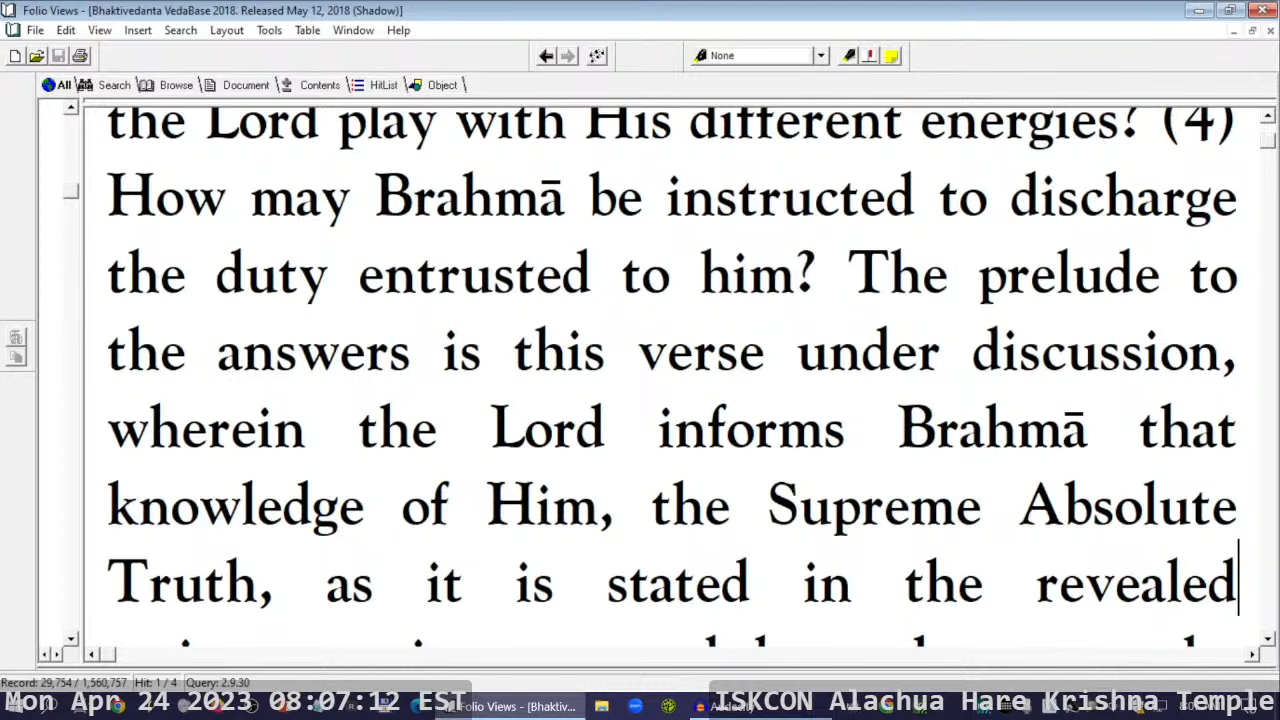 Folio Views - [Bhaktivedanta VedaBase 2018. Released May 12, 2018 (Shadow)]
File Edit View Insert Search Layout Tools Table Window Help
None
All Search Browse Document Contents HitList Object
the Lord play with His different energies? (4)
How may Brahmā be instructed to discharge
the duty entrusted to him? The prelude to
the answers is this verse under discussion,
wherein the Lord informs Brahmā that
knowledge of Him, the Supreme Absolute
Truth, as it is stated in the revealed
Record: 29,754 / 1,560,757 Hit: 1 / 4 Query: 2.9.30
Mon Apr 24 2023 08:07:12 EST
Folio Views - [Bhaktiv...
ISKCON Alachua Hare Krishna Temple